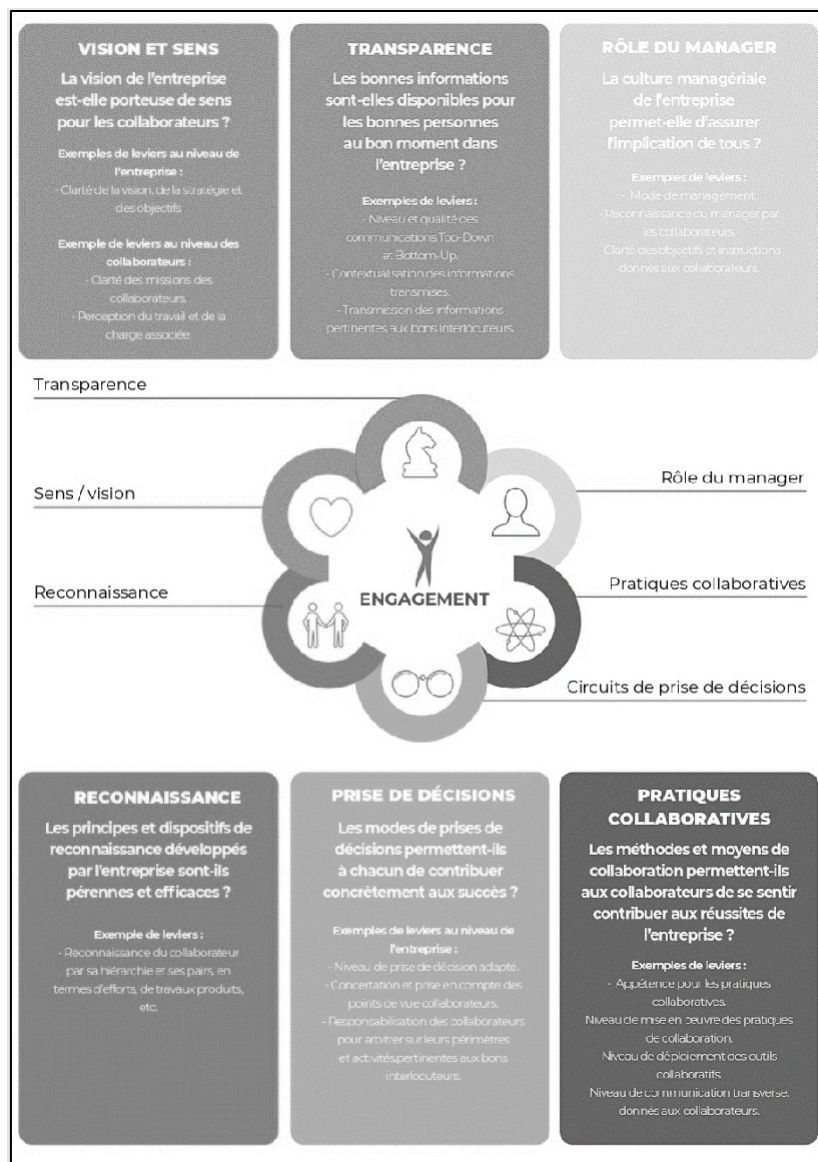 VISION ET SENS
La vision de l'entreprise
est-elle porteuse de sens
pour les collaborateurs ?
Exemples de leviers au niveau de
l'entreprise :
- Clarté de la vision, de la stratégie et
des objectifs
Exemple de leviers au niveau des
collaborateurs :
- Clarté des missions des
collaborateurs.
- Perception du travail et de la
charge associée
TRANSPARENCE
Les bonnes informations
sont-elles disponibles pour
les bonnes personnes
au bon moment dans
l'entreprise ?
Exemples de leviers :
- Niveau et qualité des
communications Top-Down
et Bottom-Up.
- Contextualisation des informations
transmises.
- Transmission des informations
pertinentes aux bons interlocuteurs
RÔLE DU MANAGER
La culture managériale
de l'entreprise
permet-elle d'assurer
l'implication de tous ?
Exemples de leviers :
- Mode de management
- Reconnaissance du manager par
les collaborateurs.
- Clarté des objectifs et instructions
donnés aux collaborateurs.
Transparence
Sens / vision
Reconnaissance
ENGAGEMENT
Rôle du manager
Pratiques collaboratives
Circuits de prise de décisions
RECONNAISSANCE
Les principes et dispositifs de
reconnaissance développés
par l'entreprise sont-ils
pérennes et efficaces ?
Exemple de leviers :
- Reconnaissance du collaborateur
par sa hiérarchie et ses pairs, en
termes d'efforts, de travaux produits,
etc.
PRISE DE DÉCISIONS
Les modes de prises de
décisions permettent-ils
à chacun de contribuer
concrètement aux succès ?
Exemples de leviers au niveau de
l'entreprise :
- Niveau de prise de décision adapté.
- Concertation et prise en compte des
points de vue collaborateurs.
- Responsabilisation des collaborateurs
pour arbitrer sur leurs périmètres
et activités,pertinentes aux bons
interlocuteurs.
PRATIQUES
COLLABORATIVES
Les méthodes et moyens de
collaboration permettent-ils
aux collaborateurs de se sentir
contribuer aux réussites de
l'entreprise ?
Exemples de leviers :
- Appétence pour les pratiques
collaboratives.
Niveau de mise en œuvre des pratiques
de collaboration.
Niveau de déploiement des outils
collaboratifs
Niveau de communication transverse,
donnés aux collaborateurs.